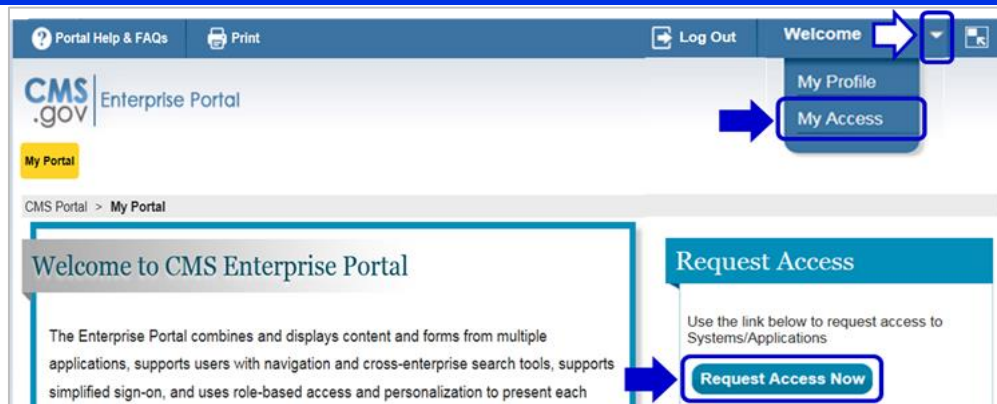 Portal Help & FAQs Print Log Out Welcome
My Profile
My Access
CMS
.gov Enterprise Portal
My Portal
CMS Portal > My Portal
Welcome to CMS Enterprise Portal
The Enterprise Portal combines and displays content and forms from multiple
applications, supports users with navigation and cross-enterprise search tools, supports
simplified sign-on, and uses role-based access and personalization to present each
Request Access
Use the link below to request access to
Systems/Applications
Request Access Now